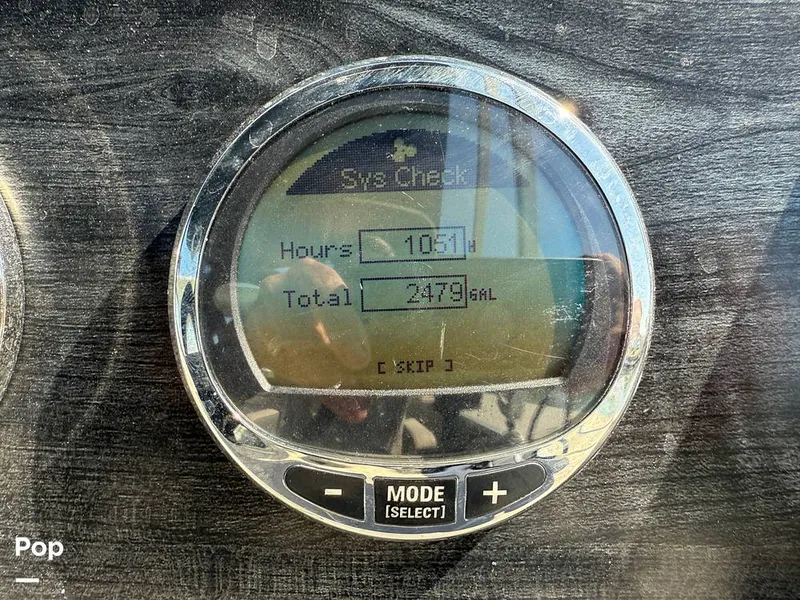 Sys Check
Hours 1051 H
Total 2479 GAL
[ SKIP ]
- MODE +
[SELECT]
Pop